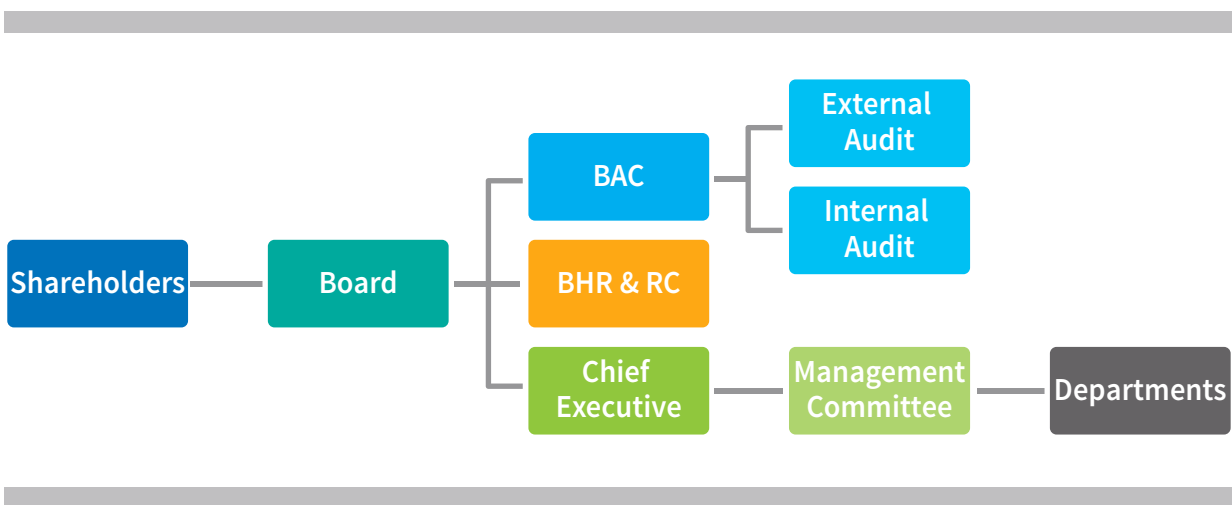 External
Audit
BAC
Internal
Audit
Shareholders
Board
BHR & RC
Chief
Executive
Management
Committee
Departments